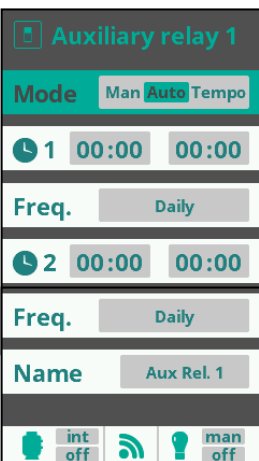 Auxiliary relay 1
Mode Man Auto Tempo
1 00:00 00:00
Freq. Daily
2 00:00 00:00
Freq. Daily
Name Aux Rel. 1
int man
off off